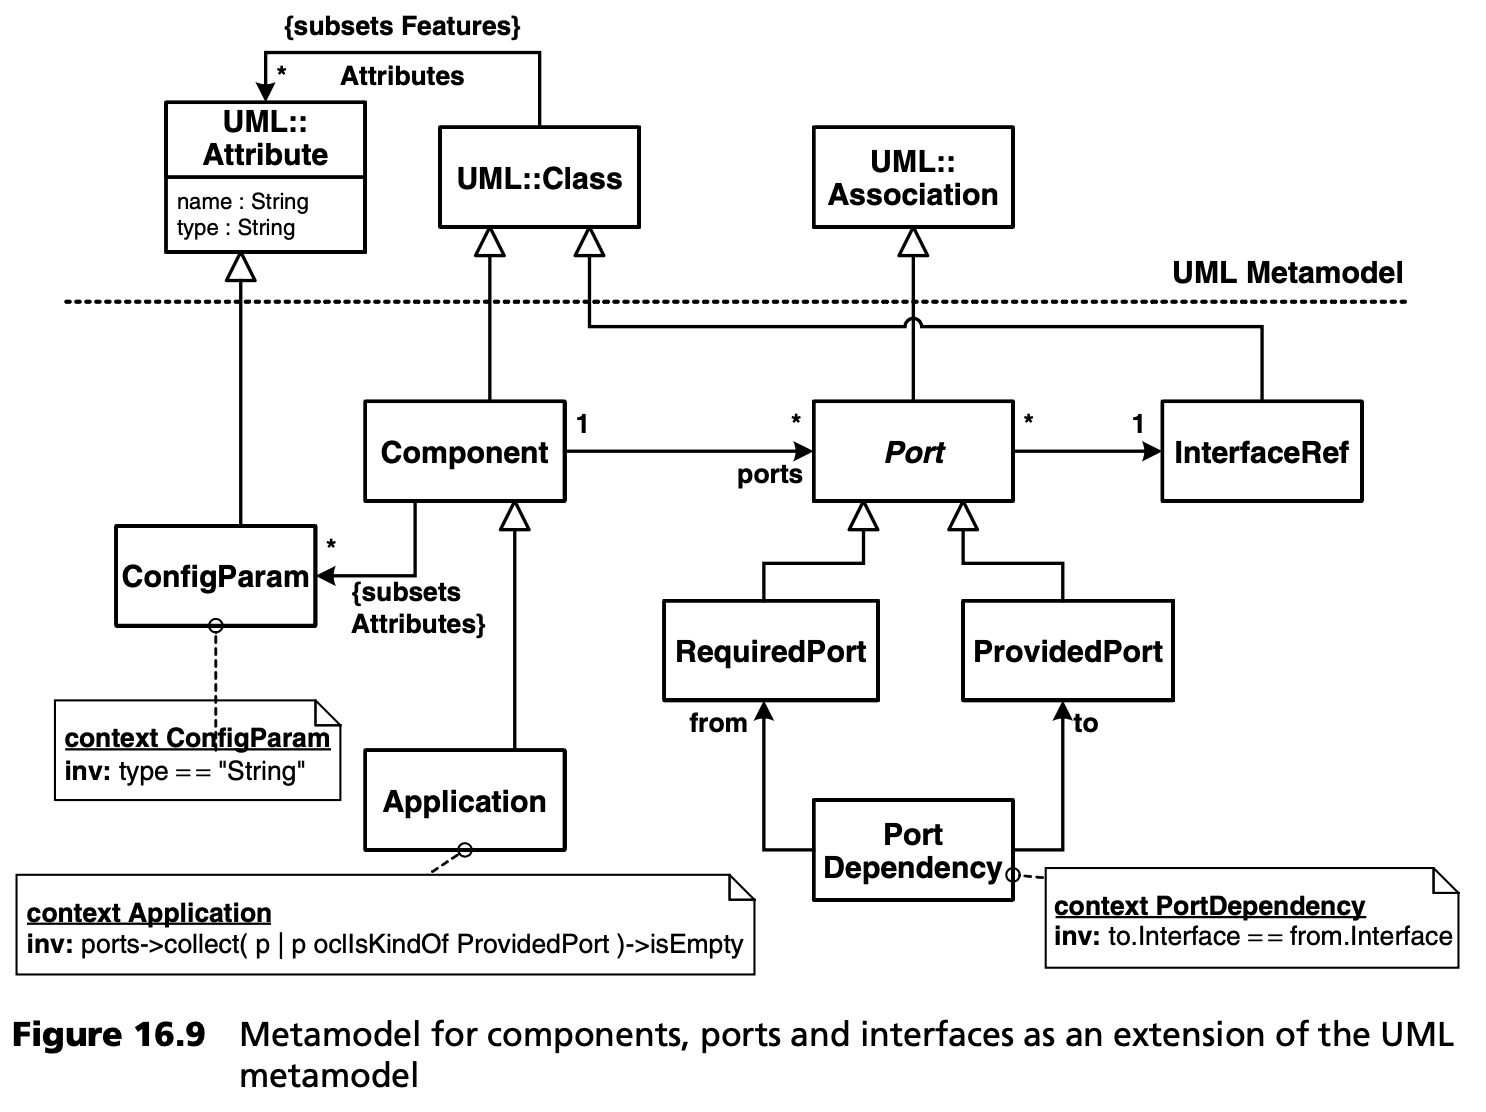 {subsets Features}
*
Attributes
UML::
Attribute
name : String
type : String
UML::Class
UML::
Association
UML Metamodel
Component
1
*
ports
Port
*
1
InterfaceRef
ConfigParam
*
{subsets
Attributes}
RequiredPort
ProvidedPort
from
to
context ConfigParam
inv: type == "String"
Application
Port
Dependency
context Application
inv: ports->collect( p | p oclIsKindOf ProvidedPort )->isEmpty
context PortDependency
inv: to.Interface == from.Interface
Figure 16.9 Metamodel for components, ports and interfaces as an extension of the UML
metamodel